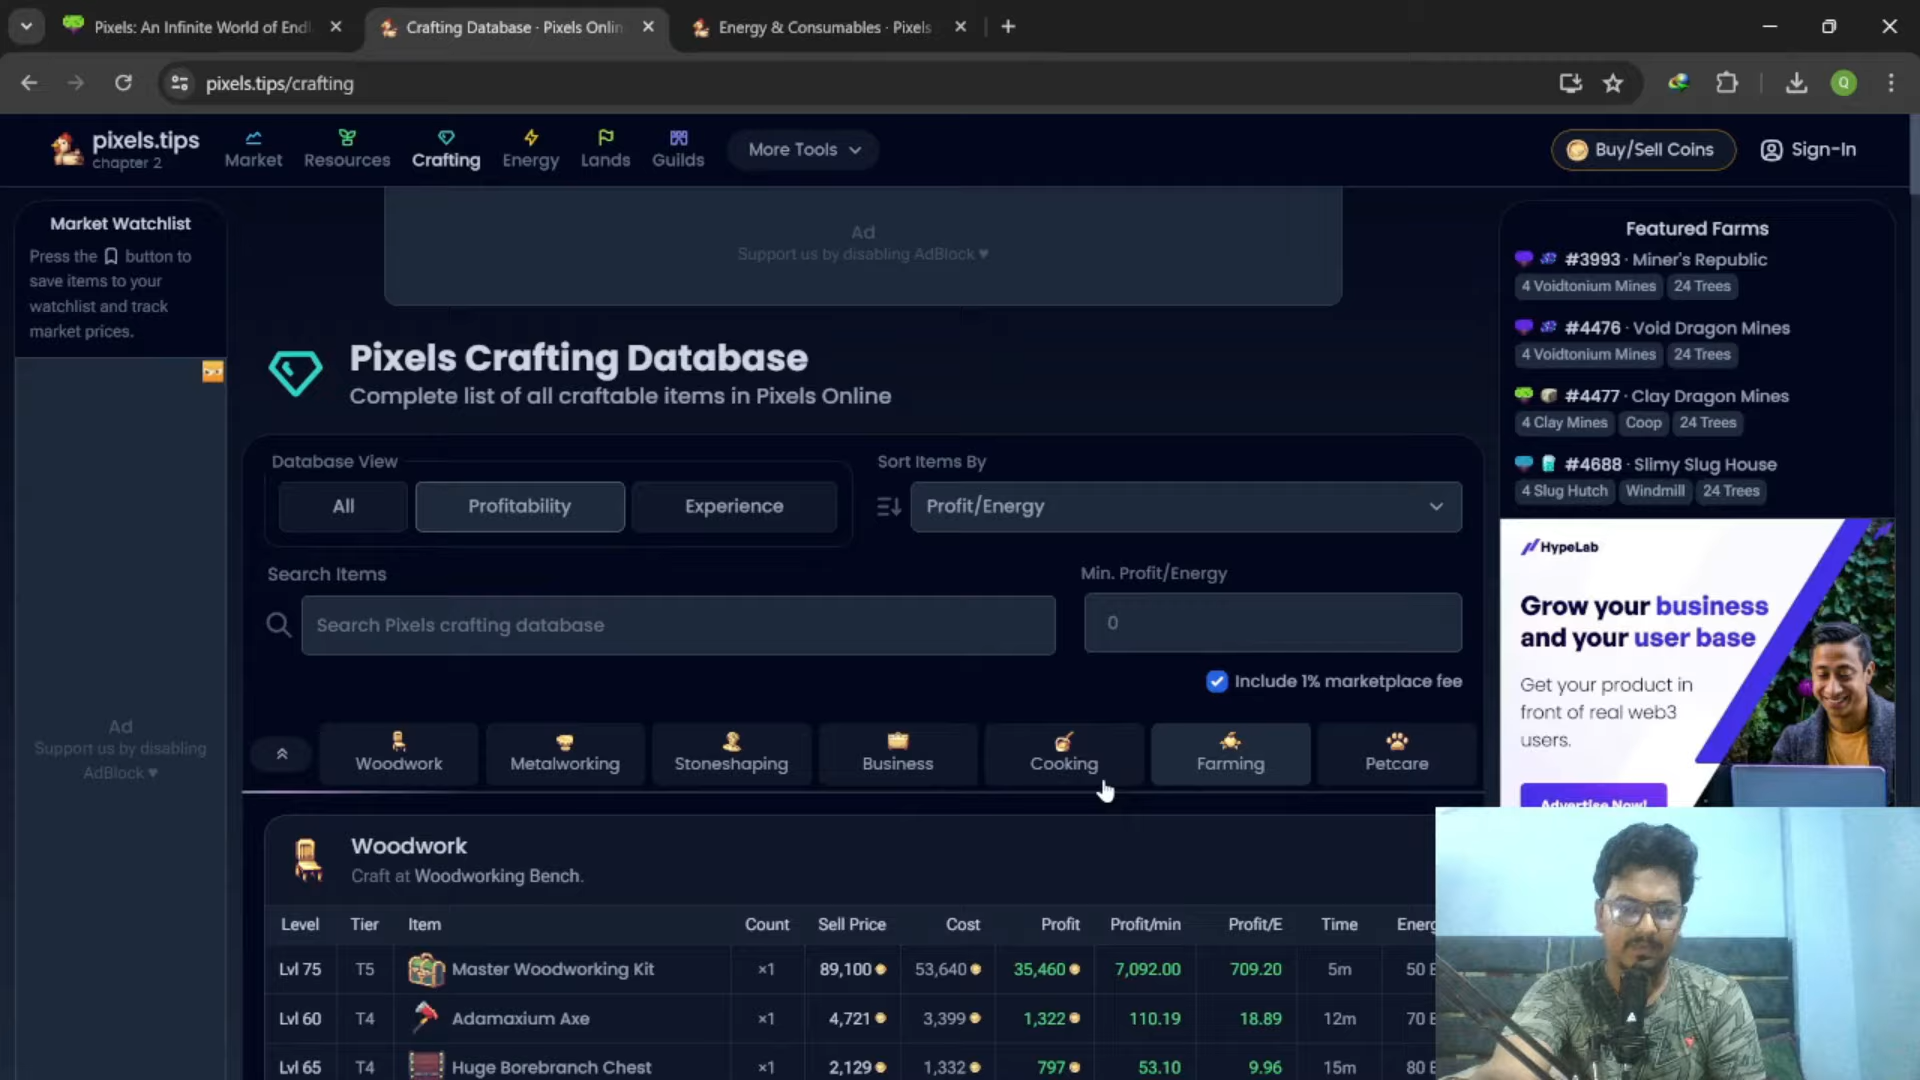 Pixels: An Infinite World of Endl
Crafting Database · Pixels Onlin
Energy & Consumables · Pixels
pixels.tips/crafting
Q
pixels.tips
chapter 2
Market
Resources
Crafting
Energy
Lands
Guilds
More Tools
Buy/Sell Coins
Sign-In
Market Watchlist
Press the button to
save items to your
watchlist and track
market prices.
Ad
Support us by disabling
AdBlock ♥
Ad
Support us by disabling AdBlock ♥
Pixels Crafting Database
Complete list of all craftable items in Pixels Online
Database View
All
Profitability
Experience
Sort Items By
Profit/Energy
Search Items
Search Pixels crafting database
Min. Profit/Energy
0
Include 1% marketplace fee
Woodwork
Metalworking
Stoneshaping
Business
Cooking
Farming
Petcare
Woodwork
Craft at Woodworking Bench.
Level Tier Item Count Sell Price Cost Profit Profit/min Profit/E Time Energ
Lvl 75 T5 Master Woodworking Kit ×1 89,100 53,640 35,460 7,092.00 709.20 5m 50 E
Lvl 60 T4 Adamaxium Axe ×1 4,721 3,399 1,322 110.19 18.89 12m 70 E
Lvl 65 T4 Huge Borebranch Chest ×1 2,129 1,332 797 53.10 9.96 15m 80 E
Featured Farms
#3993 · Miner's Republic
4 Voidtonium Mines 24 Trees
#4476 · Void Dragon Mines
4 Voidtonium Mines 24 Trees
#4477 · Clay Dragon Mines
4 Clay Mines Coop 24 Trees
#4688 · Slimy Slug House
4 Slug Hutch Windmill 24 Trees
HypeLab
Grow your business
and your user base
Get your product in
front of real web3
users.
Advertise Now!